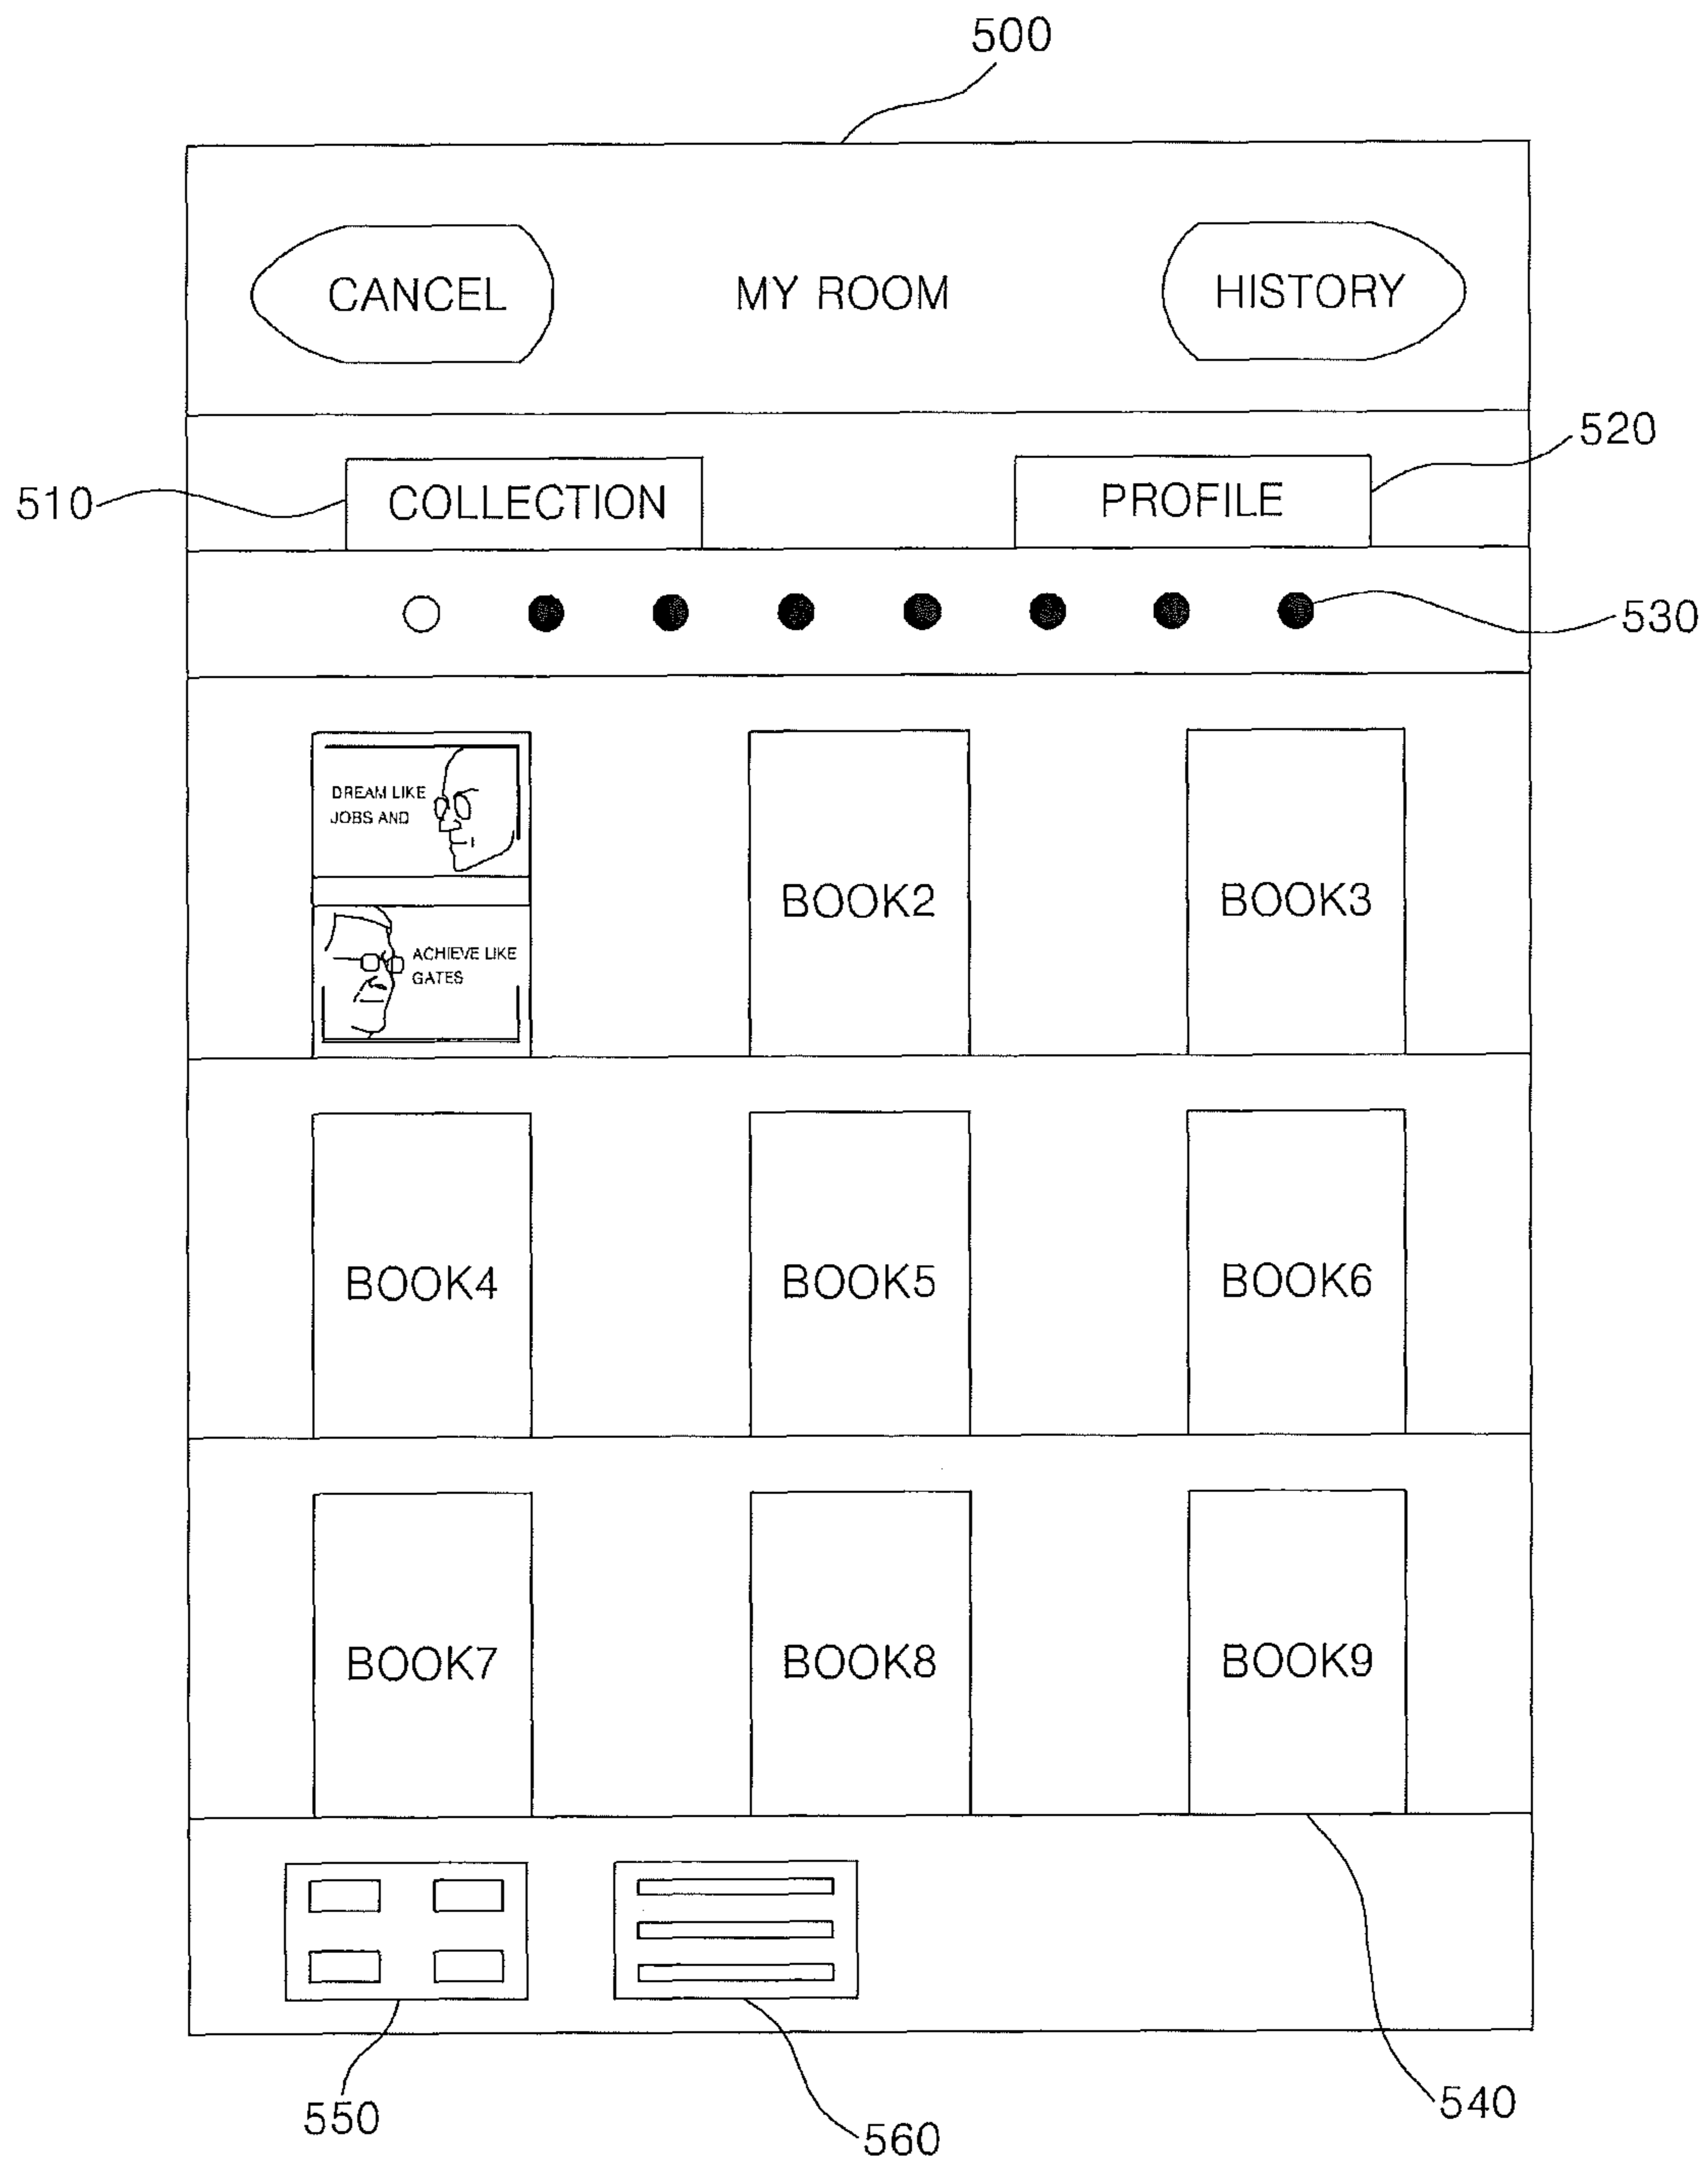 500
CANCEL MY ROOM HISTORY
520
510 COLLECTION PROFILE
530
DREAM LIKE
JOBS AND
BOOK2 BOOK3
ACHIEVE LIKE
GATES
BOOK4 BOOK5 BOOK6
BOOK7 BOOK8 BOOK9
540
550
560